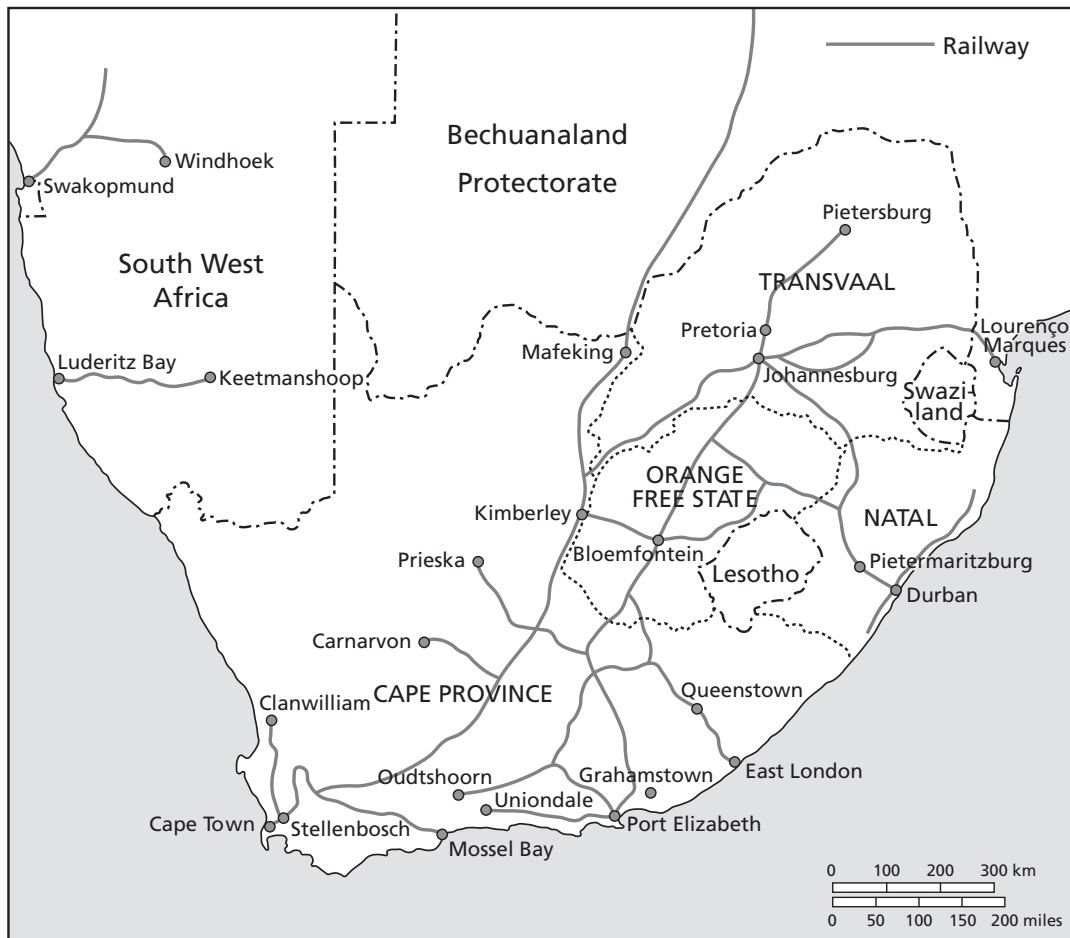 Railway
Bechuanaland
Protectorate
Windhoek
Swakopmund
Pietersburg
South West
Africa
TRANSVAAL
Pretoria
Lourenço
Marques
Mafeking
Luderitz Bay
Keetmanshoop
Johannesburg
Swazi-
land
ORANGE
FREE STATE
Kimberley
NATAL
Bloemfontein
Prieska
Lesotho
Pietermaritzburg
Durban
Carnarvon
CAPE PROVINCE
Queenstown
Clanwilliam
Oudtshoorn
Grahamstown
East London
Uniondale
Cape Town
Stellenbosch
Port Elizabeth
Mossel Bay
0 100 200 300 km
0 50 100 150 200 miles